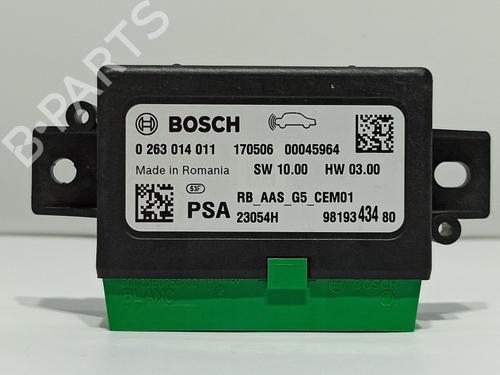 B-PARTS
BOSCH
0 263 014 011 170506 00045964
Made in Romania SW 10.00 HW 03.00
53F
RB_AAS_G5_CEM01
PSA 23054H 98193 434 80
BLANC 2